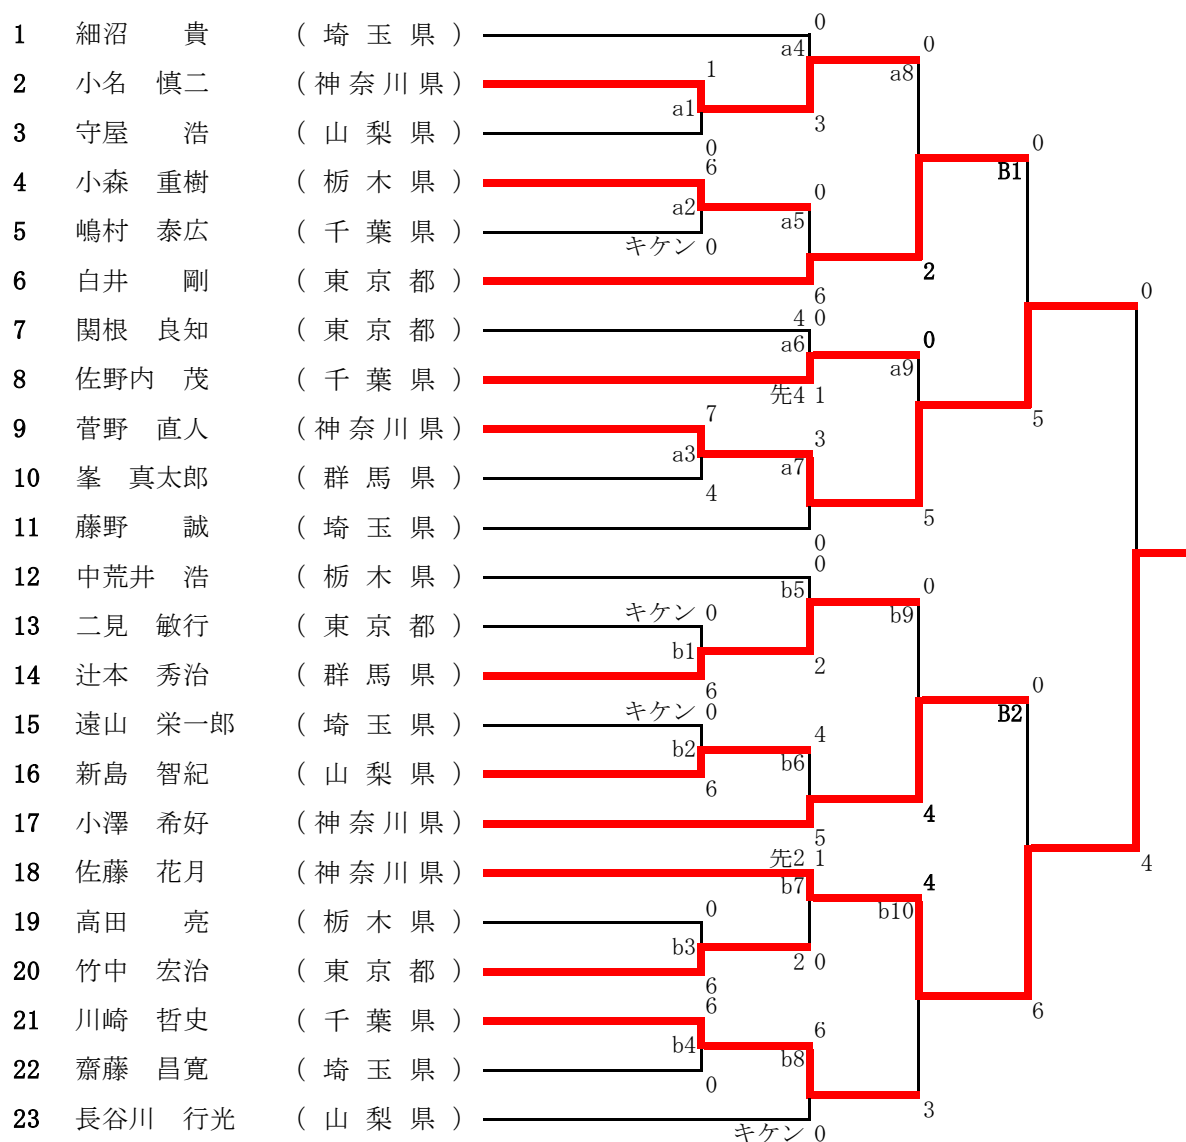 0
1 細沼 貴 ( 埼 玉 県 )
a4 0
1 a8
2 小名 慎二 ( 神 奈 川 県 )
a1
3
3 守屋 浩 ( 山 梨 県 ) 0
0 B1
6
4 小森 重樹 ( 栃 木 県 ) 0
a2 a5
5 嶋村 泰広 ( 千 葉 県 )
キケン 0
2
6 白井 剛 ( 東 京 都 )
6 0
4 0
7 関根 良知 ( 東 京 都 ) 0
a6
a9
8 佐野内 茂 ( 千 葉 県 )
先4 1
7 5
9 菅野 直人 ( 神 奈 川 県 ) 3
a3 a7
10 峯 真太郎 ( 群 馬 県 )
4
5
11 藤野 誠 ( 埼 玉 県 )
0
0
12 中荒井 浩 ( 栃 木 県 ) 0
b5
キケン 0 b9
13 二見 敏行 ( 東 京 都 )
b1
2
14 辻本 秀治 ( 群 馬 県 ) 0
6
キケン 0 B2
15 遠山 栄一郎 ( 埼 玉 県 ) 4
b2 b6
16 新島 智紀 ( 山 梨 県 )
6
4
17 小澤 希好 ( 神 奈 川 県 )
5
先2 1 4
18 佐藤 花月 ( 神 奈 川 県 )
b7 4
0 b10
19 高田 亮 ( 栃 木 県 )
b3
2 0
20 竹中 宏治 ( 東 京 都 )
6
6 6
21 川崎 哲史 ( 千 葉 県 ) 6
b4 b8
22 齋藤 昌寛 ( 埼 玉 県 )
0
3
23 長谷川 行光 ( 山 梨 県 )
キケン 0